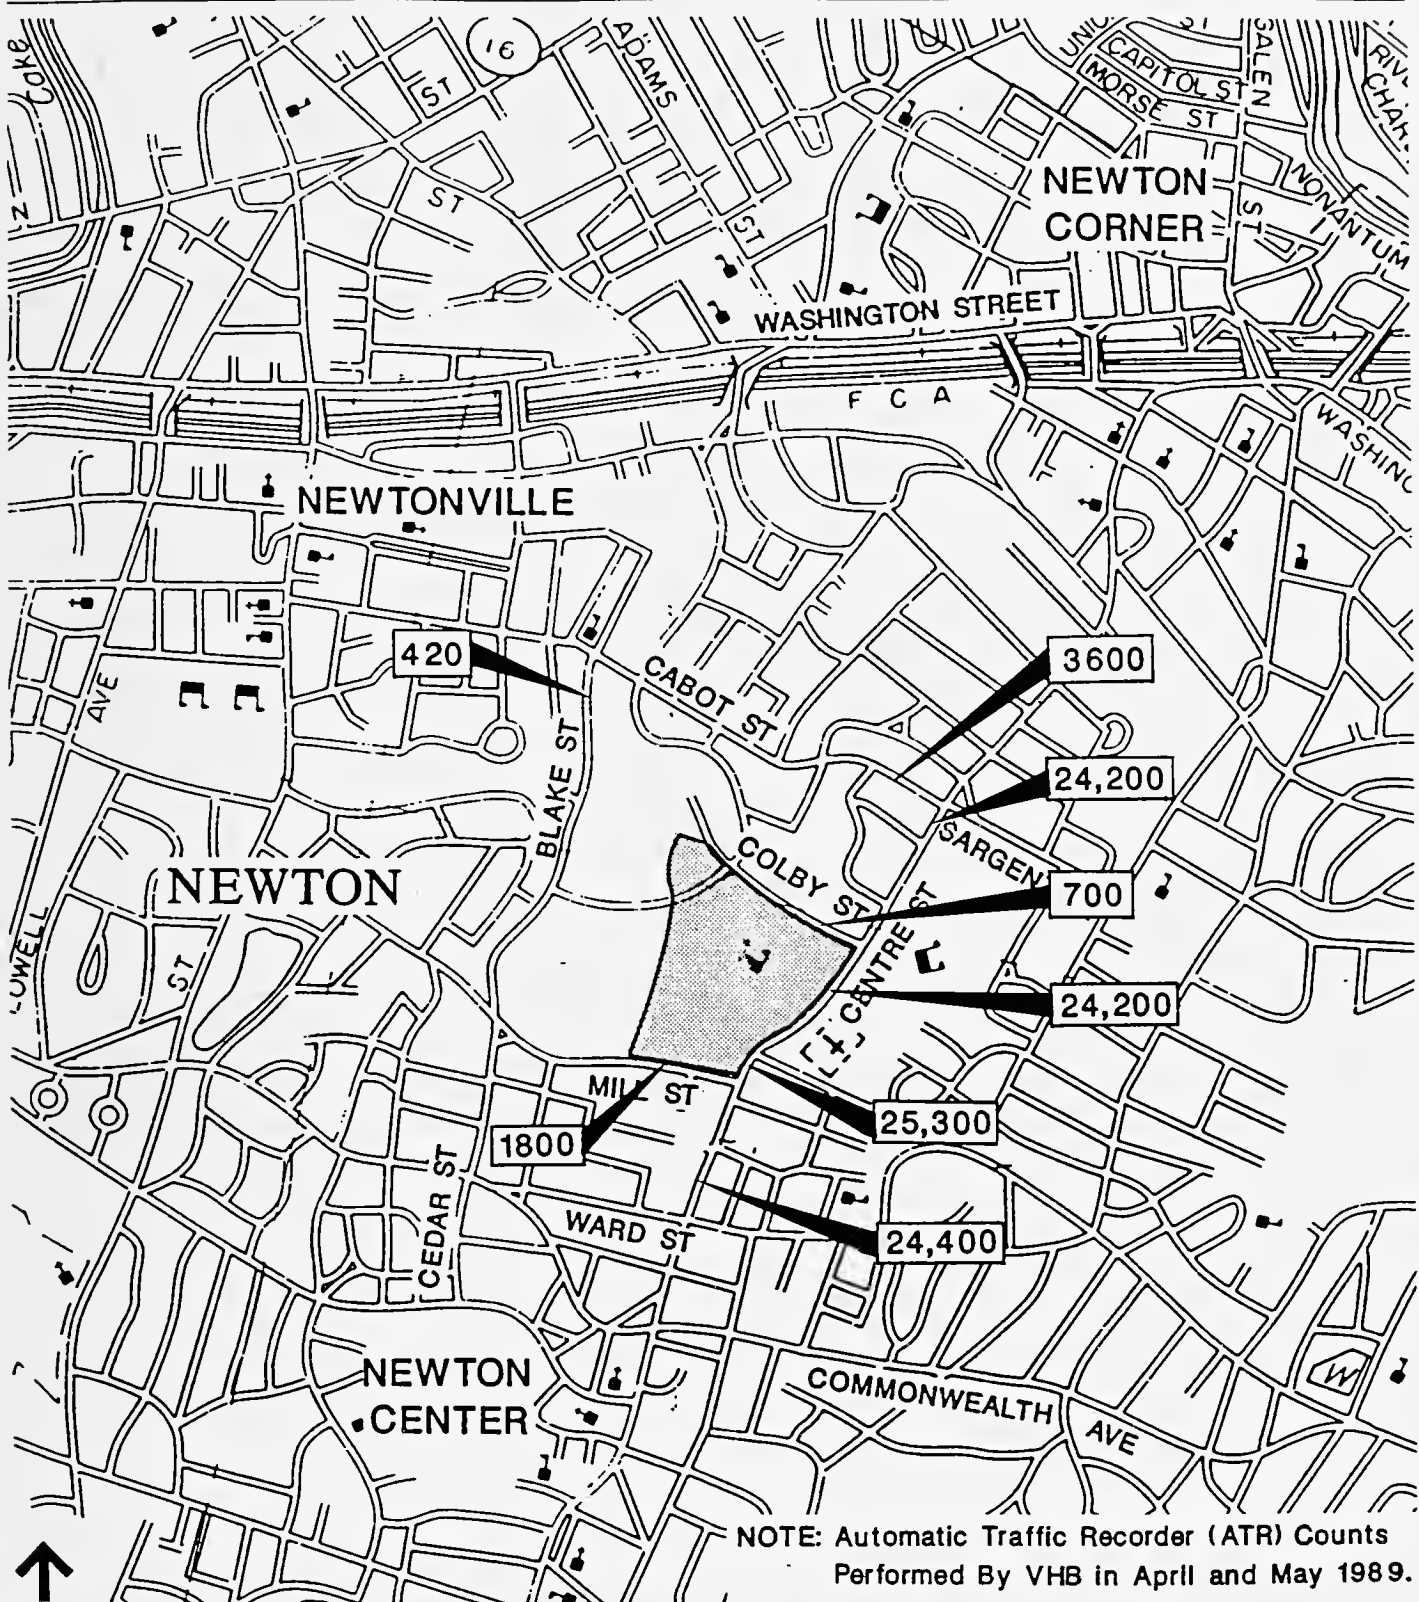 16
ADAMS
ST
ST
ST
CAPITOL ST
MORSE ST
GALEN
ST
NONANTUM
NEWTON
CORNER
WASHINGTON STREET
F C A
NEWTONVILLE
420
CABOT ST
3600
AVE
BLAKE ST
24,200
SARGENT
COLBY ST
700
NEWTON
CENTRE ST
LOWELL
ST
24,200
MILL ST
25,300
1800
CEDAR ST
WARD ST
24,400
NEWTON
CENTER
COMMONWEALTH
AVE
W
NOTE: Automatic Traffic Recorder (ATR) Counts
Performed By VHB in April and May 1989.